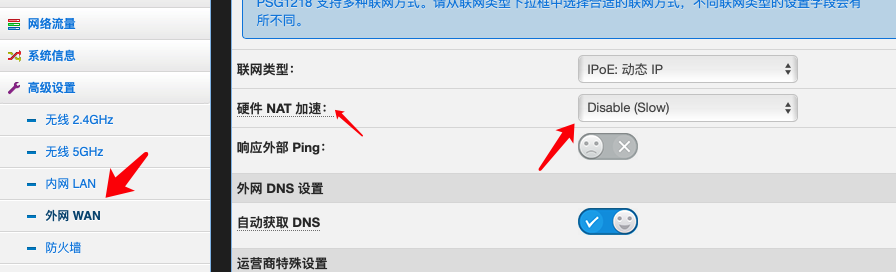 网络流量
系统信息
高级设置
无线 2.4GHz
无线 5GHz
内网 LAN
外网 WAN
防火墙
PSG1218 支持多种联网方式。请从联网类型下拉框中选择合适的联网方式，不同联网类型的设置字段会有
所不同。
联网类型: IPoE: 动态 IP
硬件 NAT 加速: Disable (Slow)
响应外部 Ping:
外网 DNS 设置
自动获取 DNS
运营商特殊设置